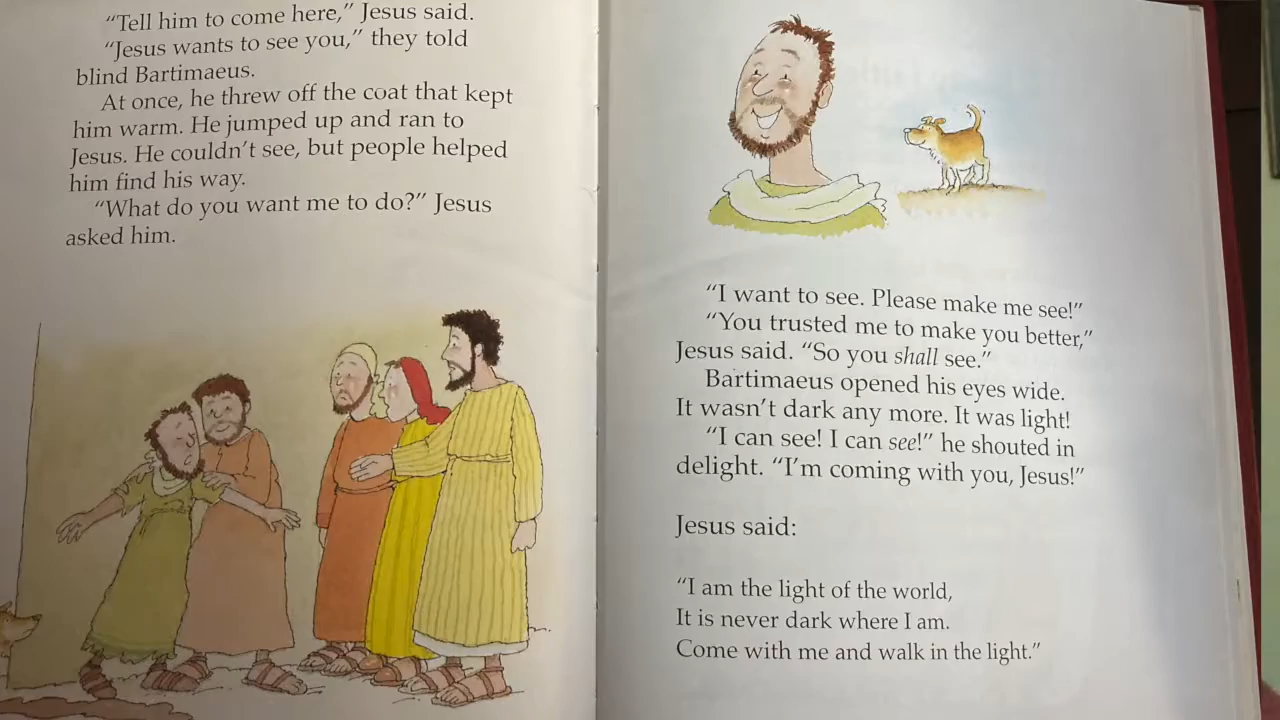 “Tell him to come here,” Jesus said.
“Jesus wants to see you,” they told
blind Bartimaeus.
At once, he threw off the coat that kept
him warm. He jumped up and ran to
Jesus. He couldn’t see, but people helped
him find his way.
“What do you want me to do?” Jesus
asked him.
“I want to see. Please make me see!”
“You trusted me to make you better,”
Jesus said. “So you shall see.”
Bartimaeus opened his eyes wide.
It wasn’t dark any more. It was light!
“I can see! I can see!” he shouted in
delight. “I’m coming with you, Jesus!”
Jesus said:
“I am the light of the world,
It is never dark where I am.
Come with me and walk in the light.”